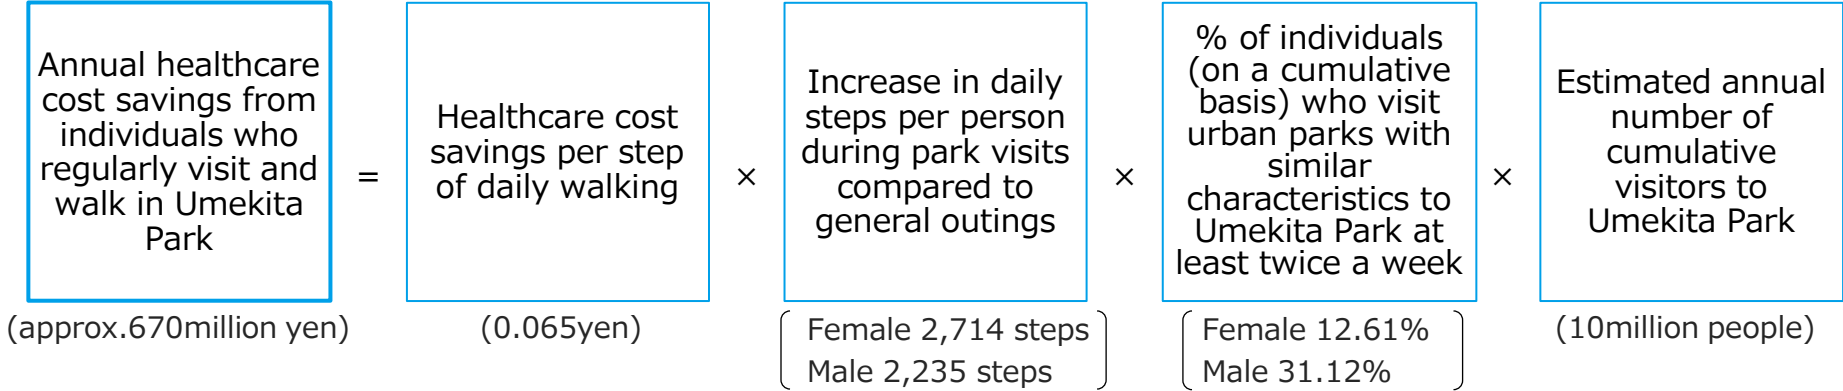 Annual healthcare
cost savings from
individuals who
regularly visit and
walk in Umekita
Park
(approx.670million yen)
=
Healthcare cost
savings per step
of daily walking
(0.065yen)
×
Increase in daily
steps per person
during park visits
compared to
general outings
Female 2,714 steps
Male 2,235 steps
×
% of individuals
(on a cumulative
basis) who visit
urban parks with
similar
characteristics to
Umekita Park at
least twice a week
Female 12.61%
Male 31.12%
×
Estimated annual
number of
cumulative
visitors to
Umekita Park
(10million people)